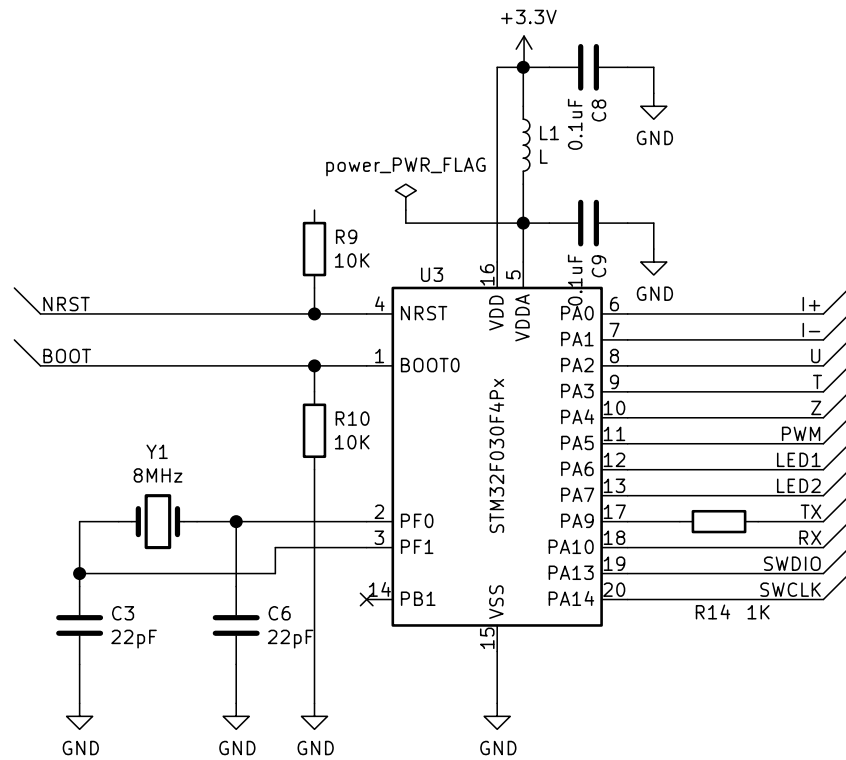 +3.3V
0.1uF
C8
GND
L1
L
power_PWR_FLAG
0.1uF
C9
GND
R9
10K
U3
16
5
NRST
4
NRST
VDD
VDDA
PA0
6
I+
PA1
7
I-
BOOT
1
BOOT0
PA2
8
U
PA3
9
T
R10
10K
STM32F030F4Px
PA4
10
Z
PA5
11
PWM
Y1
8MHz
PA6
12
LED1
PA7
13
LED2
2
PF0
PA9
17
TX
3
PF1
PA10
18
RX
PA13
19
SWDIO
14
PB1
VSS
PA14
20
SWCLK
C3
22pF
C6
22pF
R14 1K
15
GND
GND
GND
GND